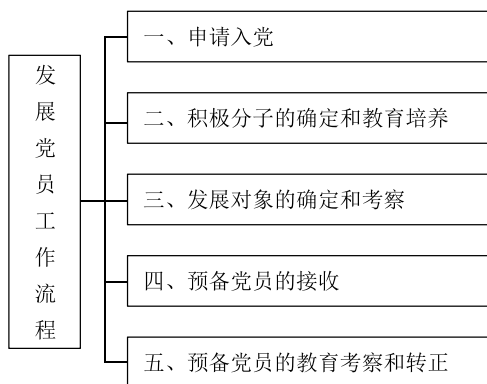 发展党员工作流程
一、申请入党
二、积极分子的确定和教育培养
三、发展对象的确定和考察
四、预备党员的接收
五、预备党员的教育考察和转正